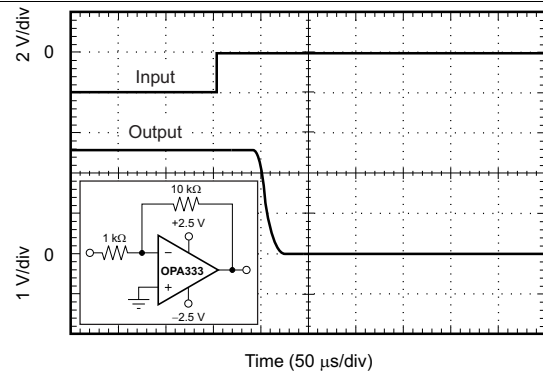 2 V/div
0
Input
Output
10 kΩ
+2.5 V
1 kΩ
−
OPA333
+
−2.5 V
1 V/div
0
Time (50 μs/div)